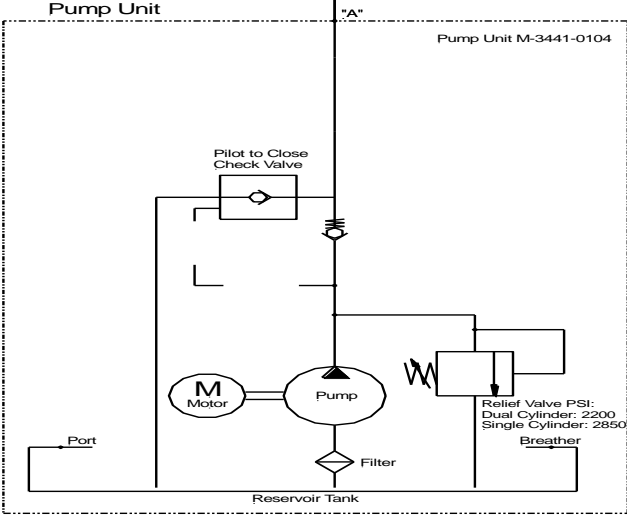 Pump Unit
"A"
Pump Unit M-3441-0104
Pilot to Close
Check Valve
M
Motor
Pump
Relief Valve PSI:
Dual Cylinder: 2200
Single Cylinder: 2850
Port
Breather
Filter
Reservoir Tank